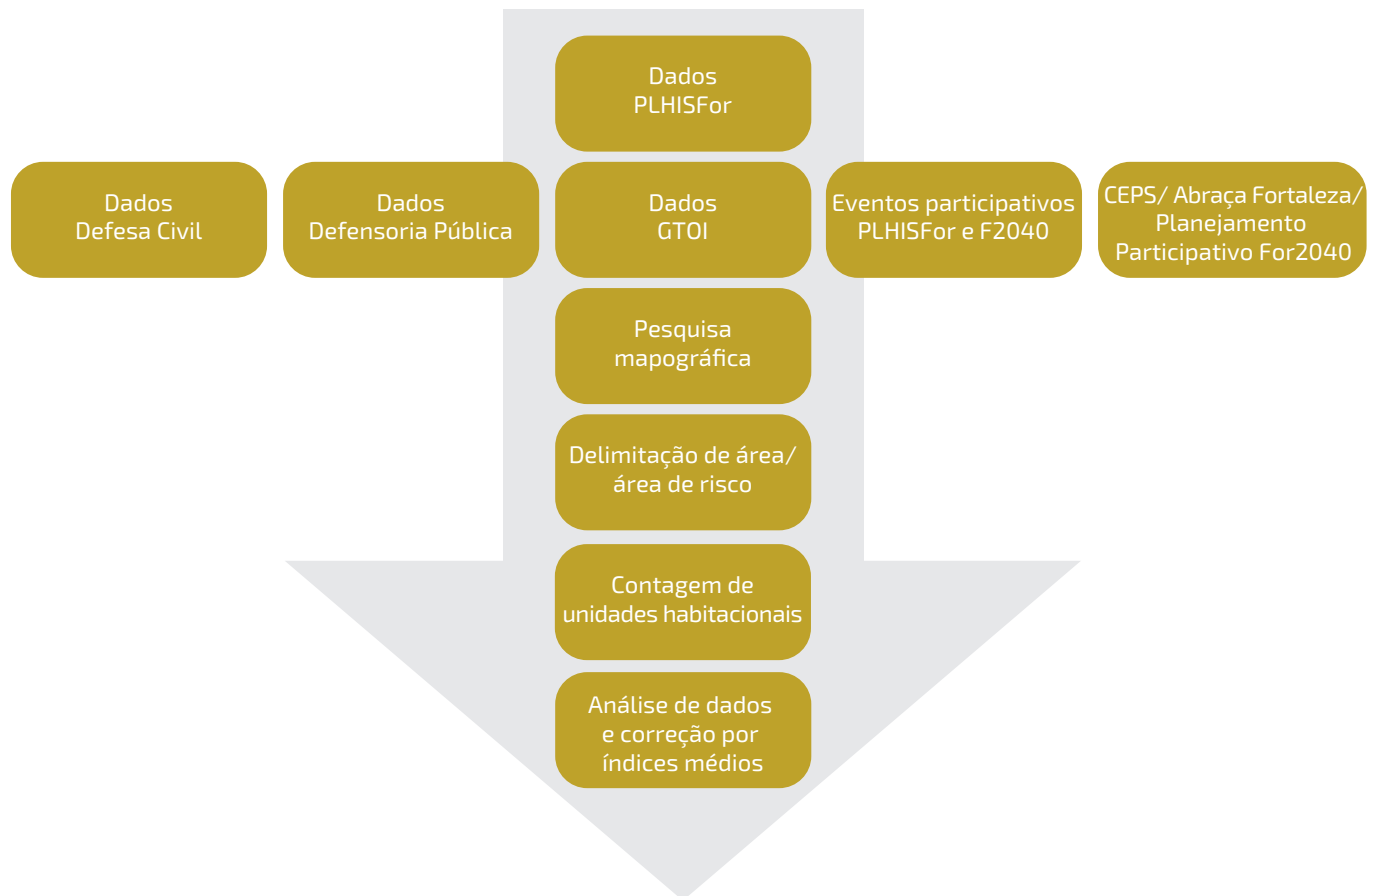 Dados
PLHISFor
Dados
Defesa Civil
Dados
Defensoria Pública
Dados
GTOI
Eventos participativos
PLHISFor e F2040
CEPS/ Abraça Fortaleza/
Planejamento
Participativo For2040
Pesquisa
mapográfica
Delimitação de área/
área de risco
Contagem de
unidades habitacionais
Análise de dados
e correção por
índices médios